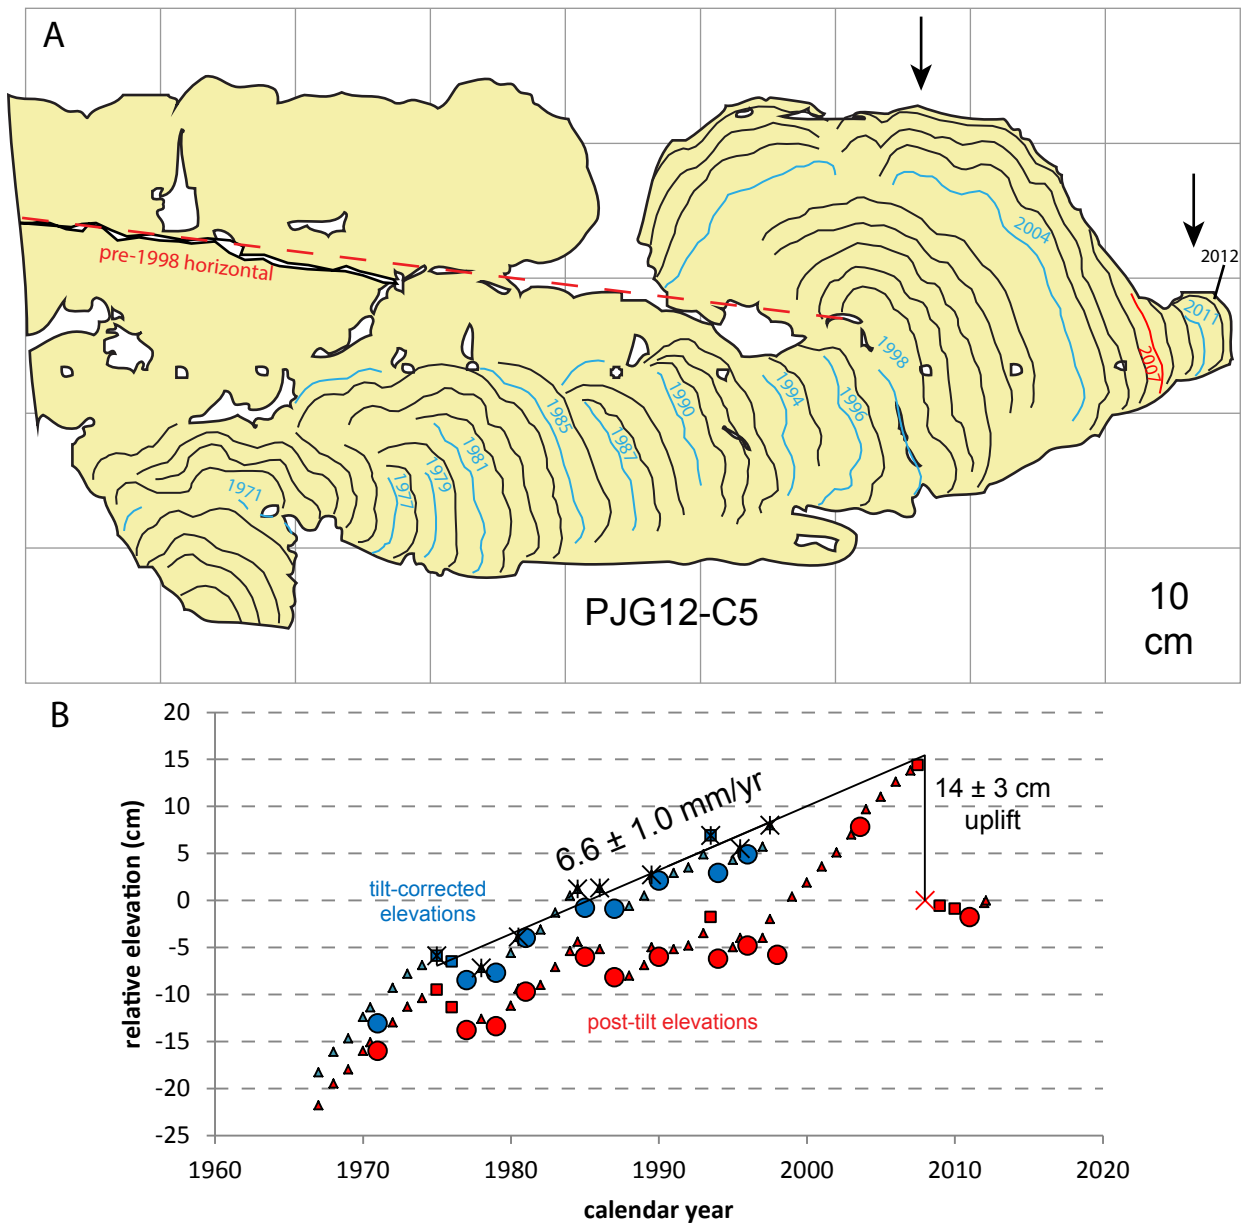 A
2004
2012
2011
pre-1998 horizontal
1998
2007
1994
1990
1996
1985
1987
1981
1979
1977
1971
PJG12-C5
10
cm
B
20
15
10
5
0
-5
-10
-15
-20
-25
relative elevation (cm)
6.6 ± 1.0 mm/yr
14 ± 3 cm
uplift
tilt-corrected
elevations
post-tilt elevations
1960
1970
1980
1990
2000
2010
2020
calendar year